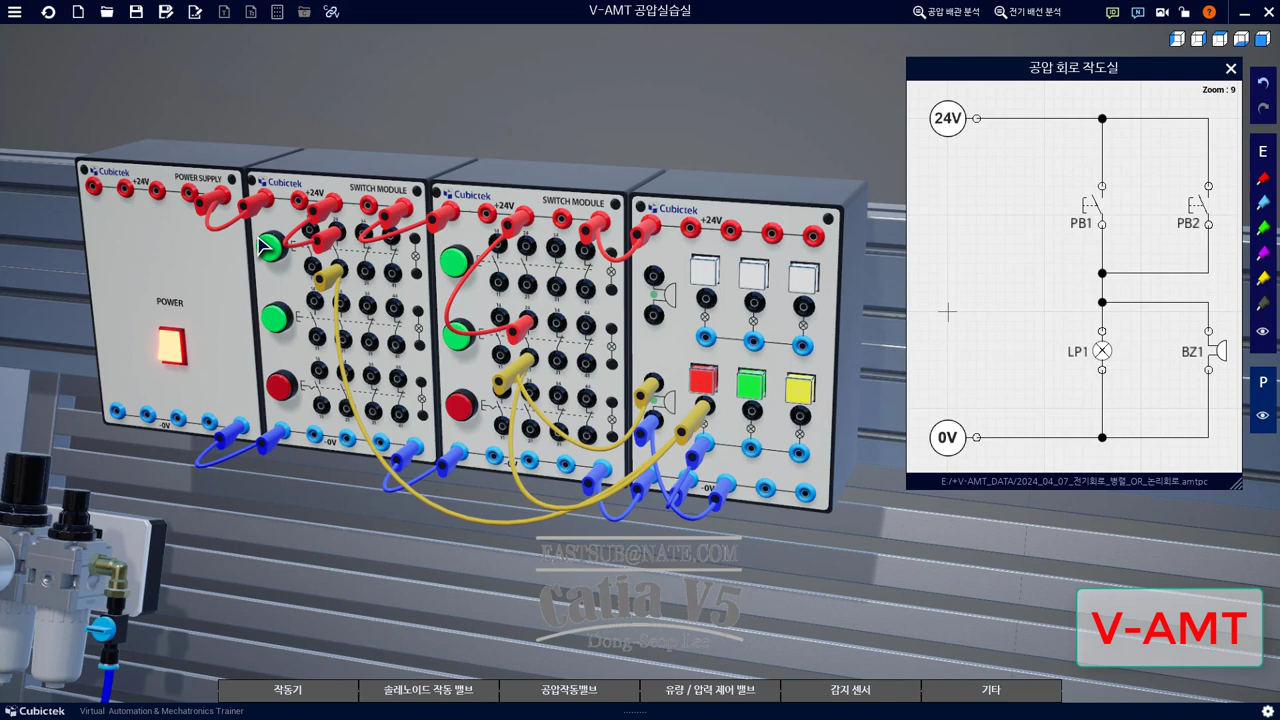 V-AMT 공압실습실
공압 배관 분석
전기 배선 분석
공압 회로 작도실
Zoom : 9
24V
PB1
PB2
LP1
BZ1
0V
E:/+V-AMT_DATA/2024_04_07_전기회로_병렬_OR_논리회로.amtpc
E
P
Cubictek
POWER SUPPLY
+24V
POWER
-0V
Cubictek
SWITCH MODULE
+24V
-0V
Cubictek
SWITCH MODULE
+24V
Cubictek
+24V
-0V
EASTSUB@NATE.COM
Catia V5
Dong-Seop Lee
V-AMT
작동기
솔레노이드 작동 밸브
공압작동밸브
유량 / 압력 제어 밸브
감지 센서
기타
Cubictek
Virtual Automation & Mechatronics Trainer